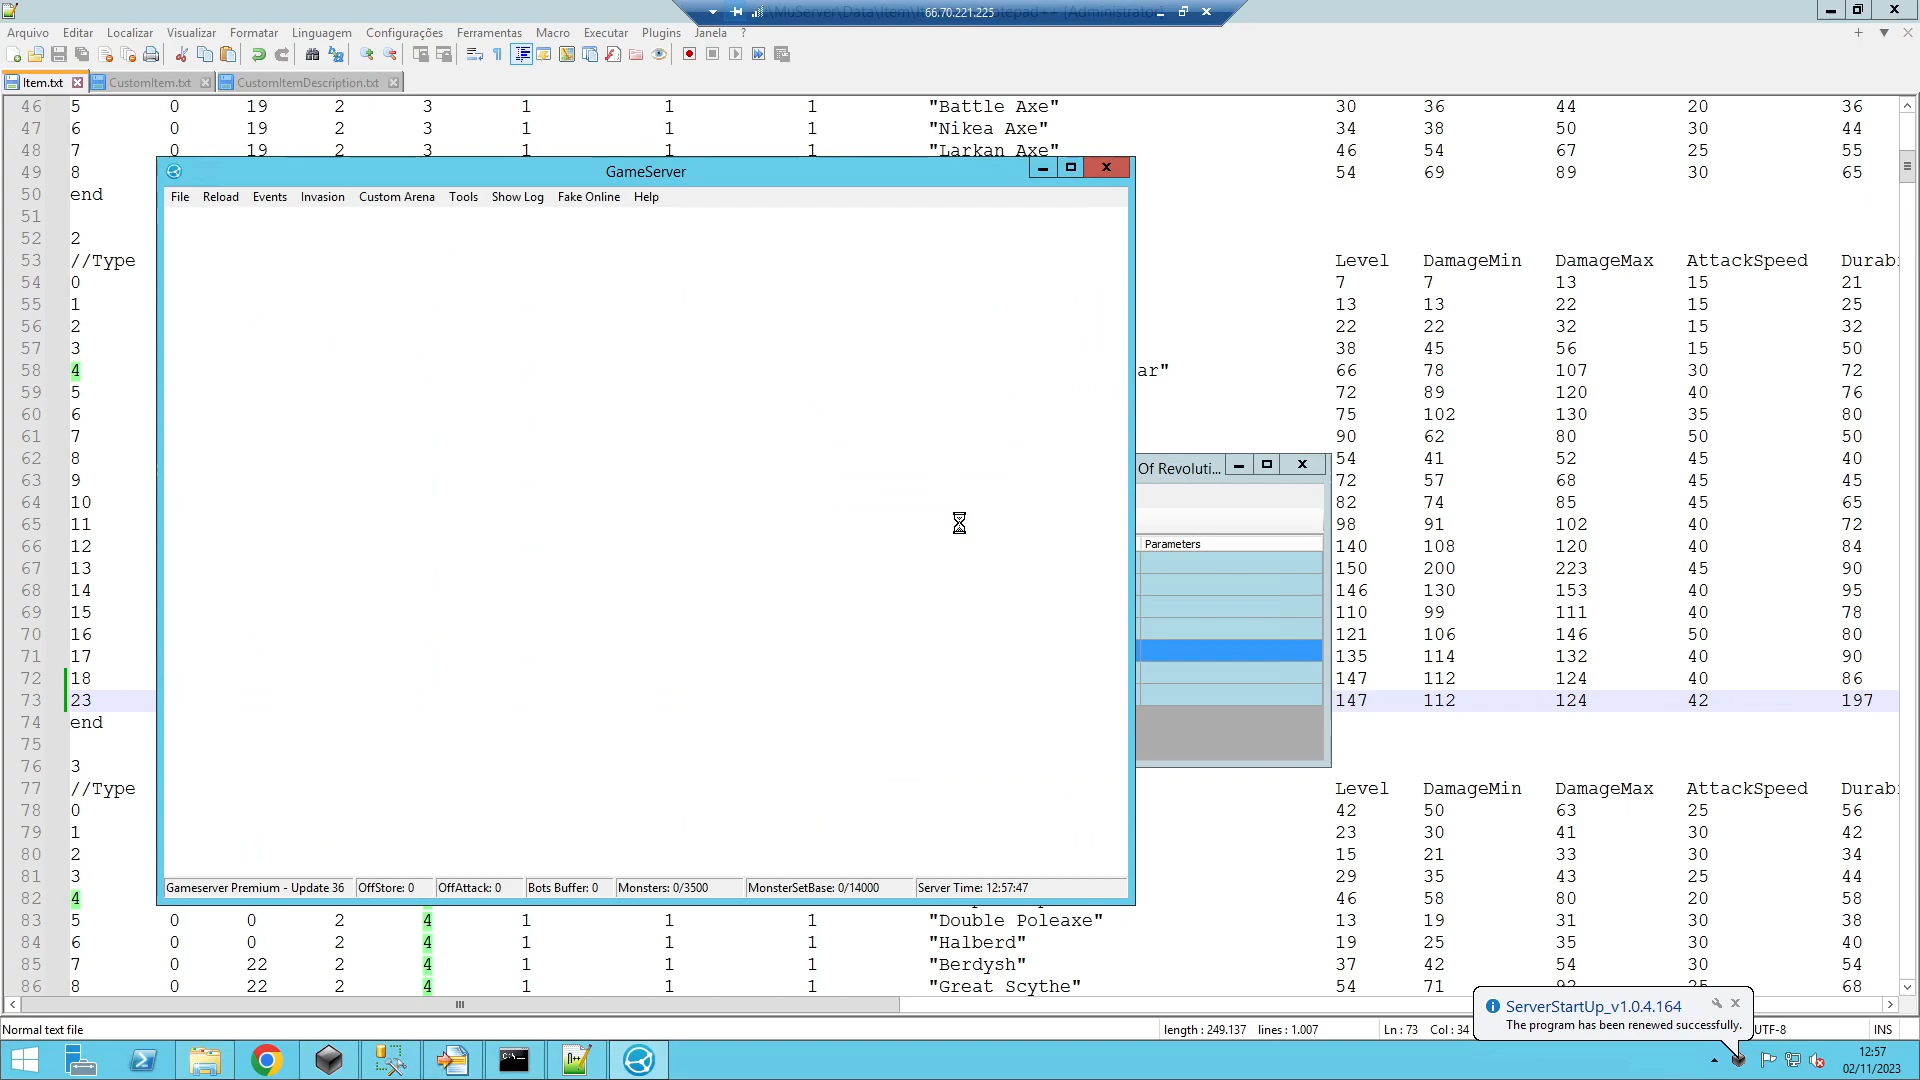 \MuServer\Data\Item\It
66.70.221.225
otepad++ [Administrator]
Arquivo Editar Localizar Visualizar Formatar Linguagem Configurações Ferramentas Macro Executar Plugins Janela ?
Item.txt CustomItem.txt CustomItemDescription.txt
46 5 0 19 2 3 1 1 1 "Battle Axe" 30 36 44 20 36
47 6 0 19 2 3 1 1 1 "Nikea Axe" 34 38 50 30 44
48 7 0 19 2 3 1 1 1 "Larkan Axe" 46 54 67 25 55
49 8 54 69 89 30 65
50 end
51
52 2
53 //Type Level DamageMin DamageMax AttackSpeed Durabi
54 0 7 7 13 15 21
55 1 13 13 22 15 25
56 2 22 22 32 15 32
57 3 38 45 56 15 50
58 4 ar" 66 78 107 30 72
59 5 72 89 120 40 76
60 6 75 102 130 35 80
61 7 90 62 80 50 50
62 8 54 41 52 45 40
63 9 72 57 68 45 45
64 10 82 74 85 45 65
65 11 98 91 102 40 72
66 12 140 108 120 40 84
67 13 150 200 223 45 90
68 14 146 130 153 40 95
69 15 110 99 111 40 78
70 16 121 106 146 50 80
71 17 135 114 132 40 90
72 18 147 112 124 40 86
73 23 147 112 124 42 197
74 end
75
76 3
77 //Type Level DamageMin DamageMax AttackSpeed Durabi
78 0 42 50 63 25 56
79 1 23 30 41 30 42
80 2 15 21 33 30 34
81 3 29 35 43 25 44
82 4 46 58 80 20 58
83 5 0 0 2 4 1 1 1 "Double Poleaxe" 13 19 31 30 38
84 6 0 0 2 4 1 1 1 "Halberd" 19 25 35 30 40
85 7 0 22 2 4 1 1 1 "Berdysh" 37 42 54 30 54
86 8 0 22 2 4 1 1 1 "Great Scythe" 54 71 92 25 68
GameServer
File Reload Events Invasion Custom Arena Tools Show Log Fake Online Help
Gameserver Premium - Update 36 OffStore: 0 OffAttack: 0 Bots Buffer: 0 Monsters: 0/3500 MonsterSetBase: 0/14000 Server Time: 12:57:47
Of Revoluti...
Parameters
ServerStartUp_v1.0.4.164
The program has been renewed successfully.
Normal text file length : 249.137 lines : 1.007 Ln : 73 Col : 34 UTF-8 INS
12:57
02/11/2023